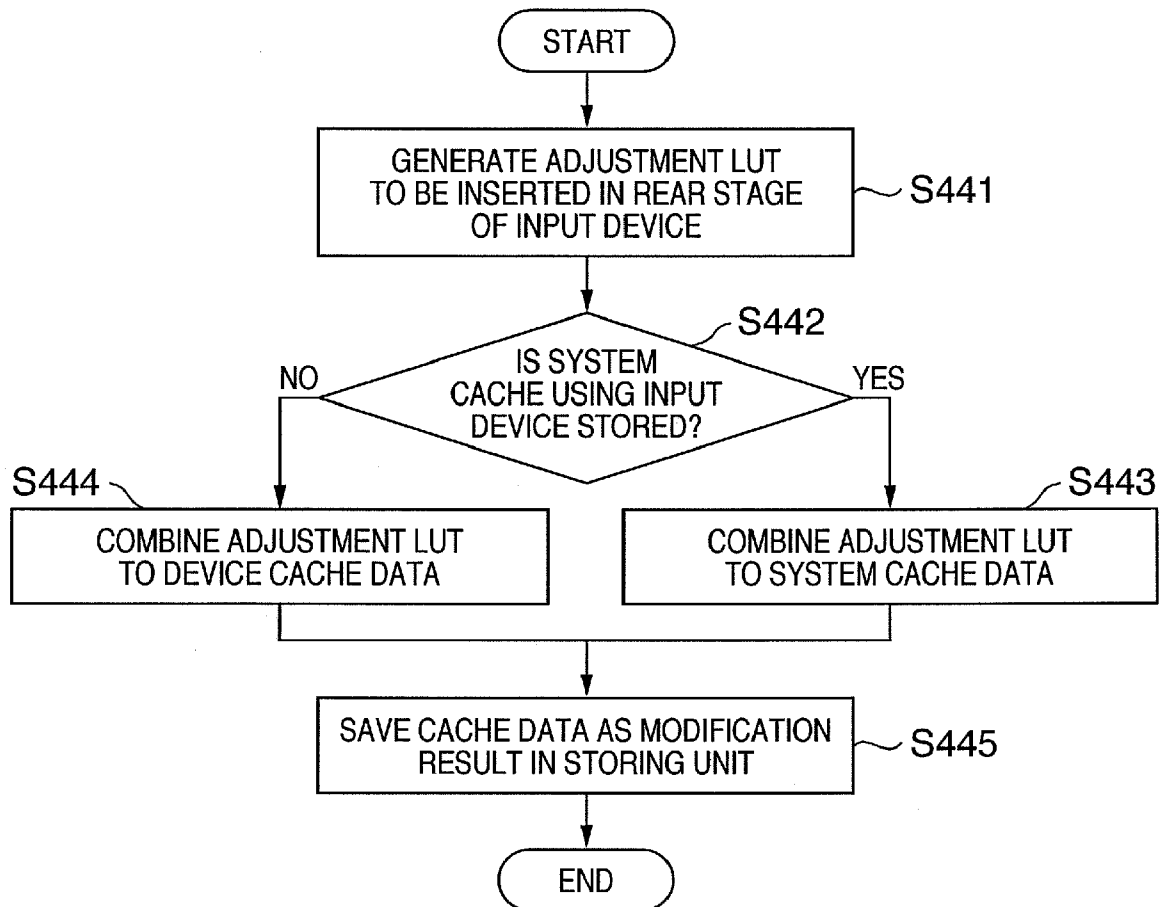 START
GENERATE ADJUSTMENT LUT
TO BE INSERTED IN REAR STAGE
OF INPUT DEVICE
S441
S442
IS SYSTEM
CACHE USING INPUT
DEVICE STORED?
NO
YES
S444
COMBINE ADJUSTMENT LUT
TO DEVICE CACHE DATA
S443
COMBINE ADJUSTMENT LUT
TO SYSTEM CACHE DATA
SAVE CACHE DATA AS MODIFICATION
RESULT IN STORING UNIT
S445
END